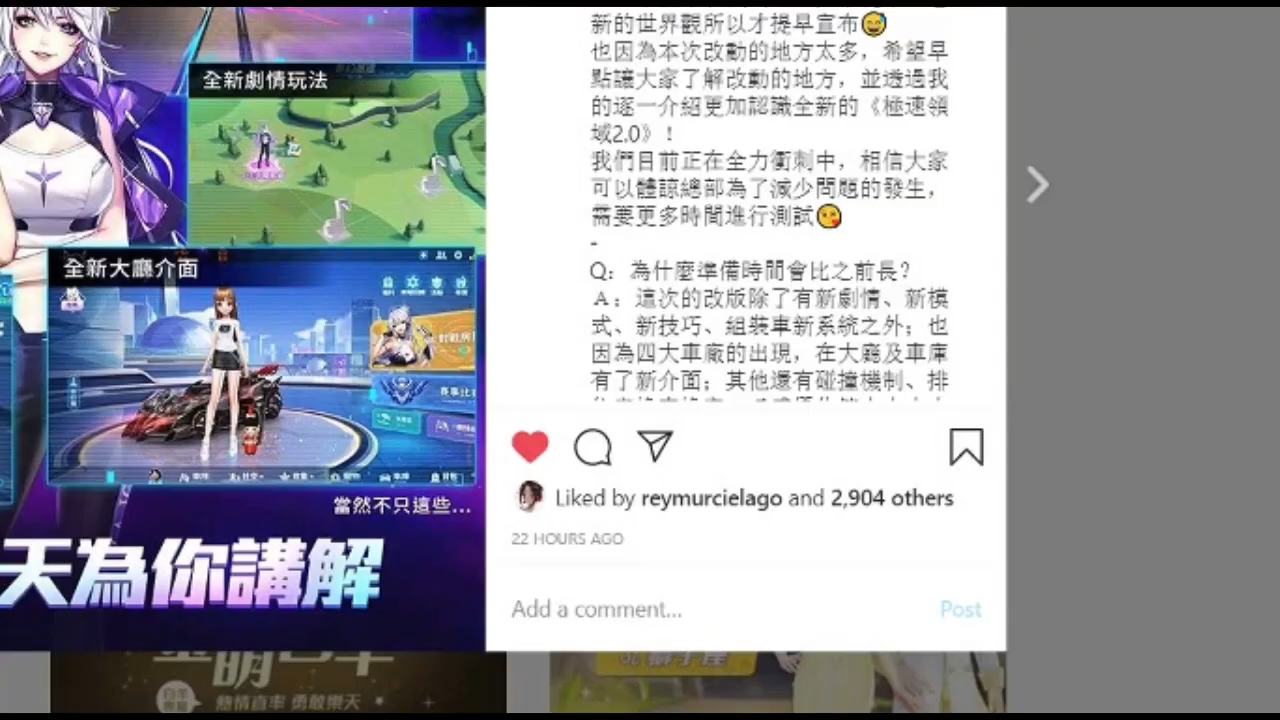 全新劇情玩法
全新大廳介面
當然不只這些...
天為你講解
新的世界觀所以才提早宣布😅
也因為本次改動的地方太多，希望早
點讓大家了解改動的地方，並透過我
的逐一介紹更加認識全新的《極速領
域2.0》！
我們目前正在全力衝刺中，相信大家
可以體諒總部為了減少問題的發生，
需要更多時間進行測試😘
-
Q：為什麼準備時間會比之前長？
A：這次的改版除了有新劇情、新模
式、新技巧、組裝車新系統之外；也
因為四大車廠的出現，在大廳及車庫
有了新介面；其他還有碰撞機制、排
Liked by reymurcielago and 2,904 others
22 HOURS AGO
Add a comment...
Post
熱情直率 勇敢樂天